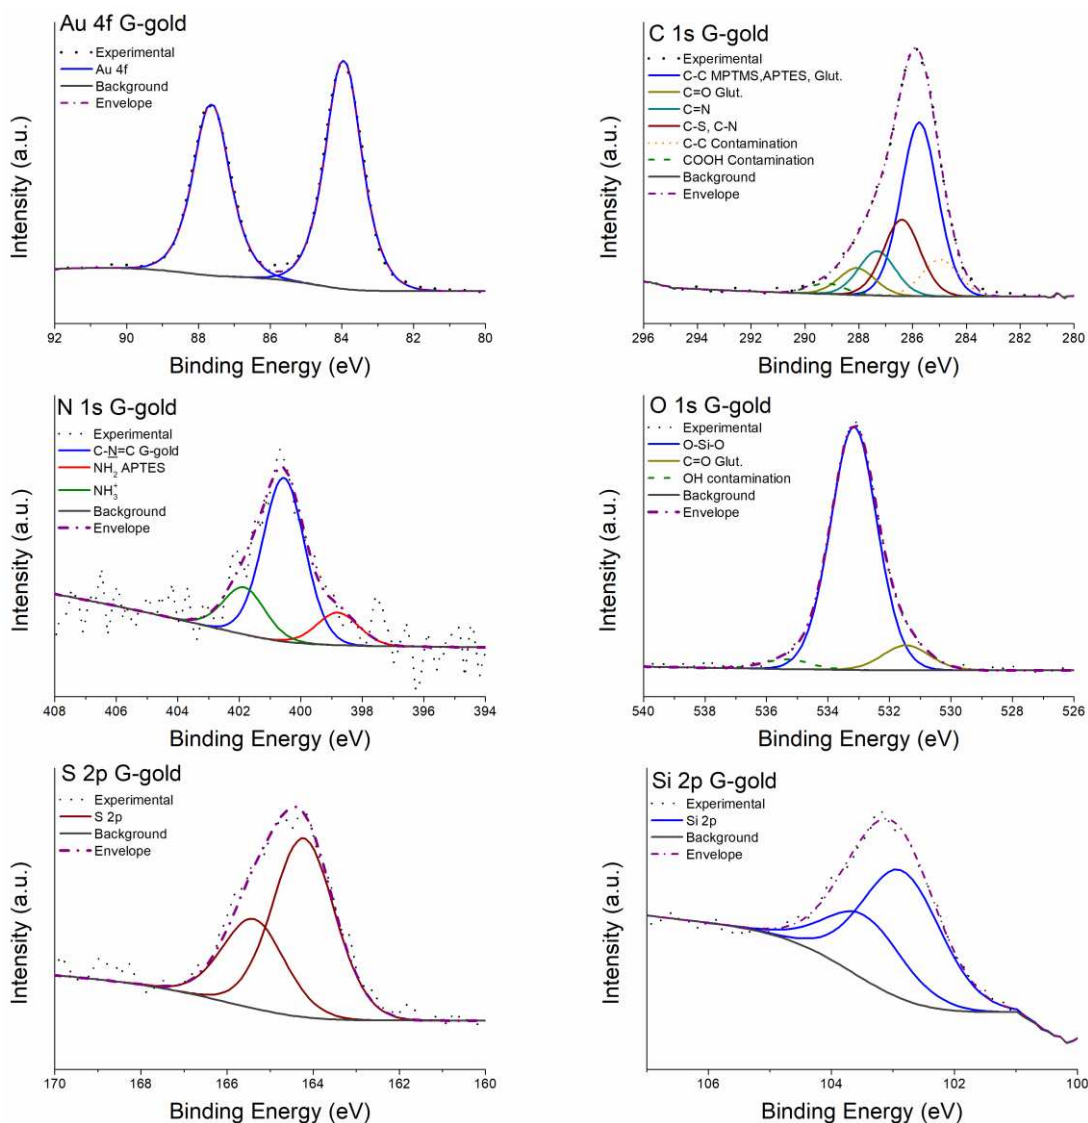 Au 4f G-gold
Experimental
Au 4f
Background
Envelope
Intensity (a.u.)
92 90 88 86 84 82 80
Binding Energy (eV)
C 1s G-gold
Experimental
C-C MPTMS,APTES, Glut.
C=O Glut.
C=N
C-S, C-N
C-C Contamination
COOH Contamination
Background
Envelope
Intensity (a.u.)
296 294 292 290 288 286 284 282 280
Binding Energy (eV)
N 1s G-gold
Experimental
C-N=C G-gold
NH₂ APTES
NH₃⁺
Background
Envelope
Intensity (a.u.)
408 406 404 402 400 398 396 394
Binding Energy (eV)
O 1s G-gold
Experimental
O-Si-O
C=O Glut.
OH contamination
Background
Envelope
Intensity (a.u.)
540 538 536 534 532 530 528 526
Binding Energy (eV)
S 2p G-gold
Experimental
S 2p
Background
Envelope
Intensity (a.u.)
170 168 166 164 162 160
Binding Energy (eV)
Si 2p G-gold
Experimental
Si 2p
Background
Envelope
Intensity (a.u.)
106 104 102 100
Binding Energy (eV)